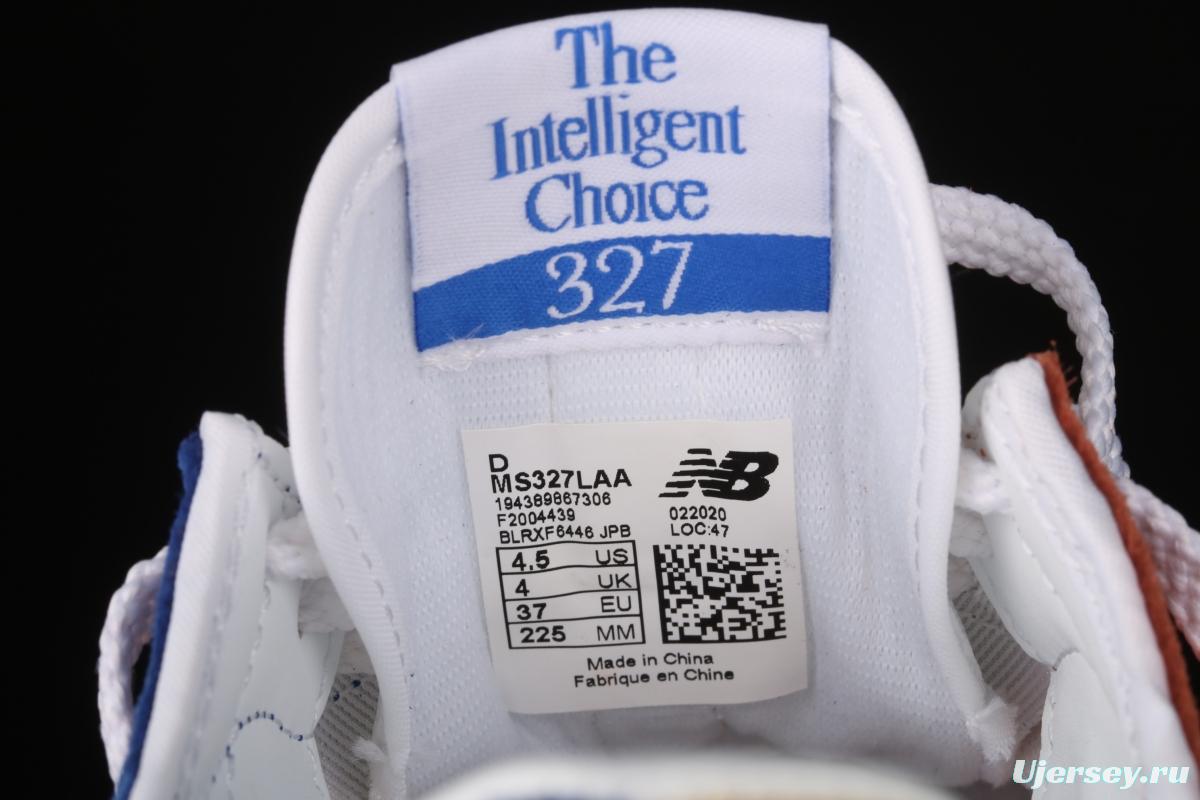 The
Intelligent
Choice
327
D
MS327LAA
194389867306
F2004439
BLRXF6446 JPB
NB
022020
LOC:47
4.5 US
4 UK
37 EU
225 MM
Made in China
Fabrique en Chine
Ujersey.ru